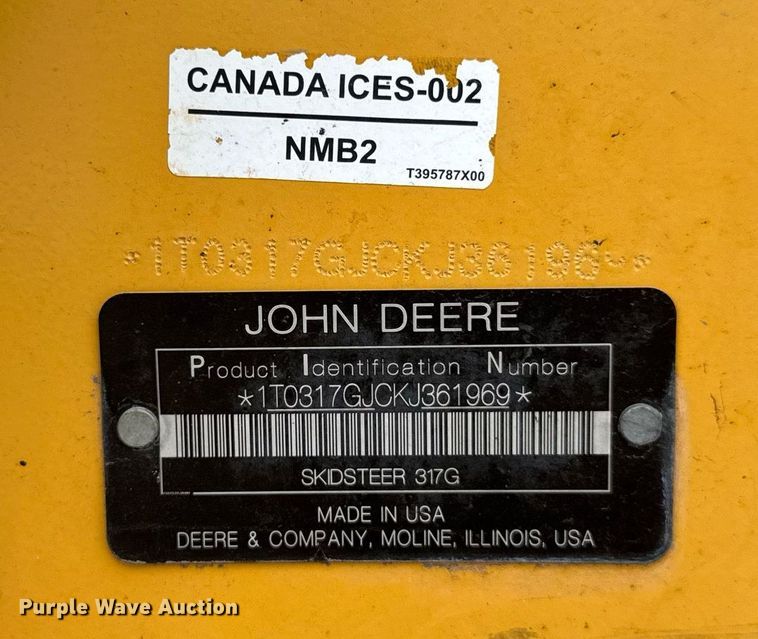 CANADA ICES-002
NMB2
T395787X00
JOHN DEERE
Product Identification Number
*1T0317GJCKJ361969*
SKIDSTEER 317G
MADE IN USA
DEERE & COMPANY, MOLINE, ILLINOIS, USA
Purple Wave Auction